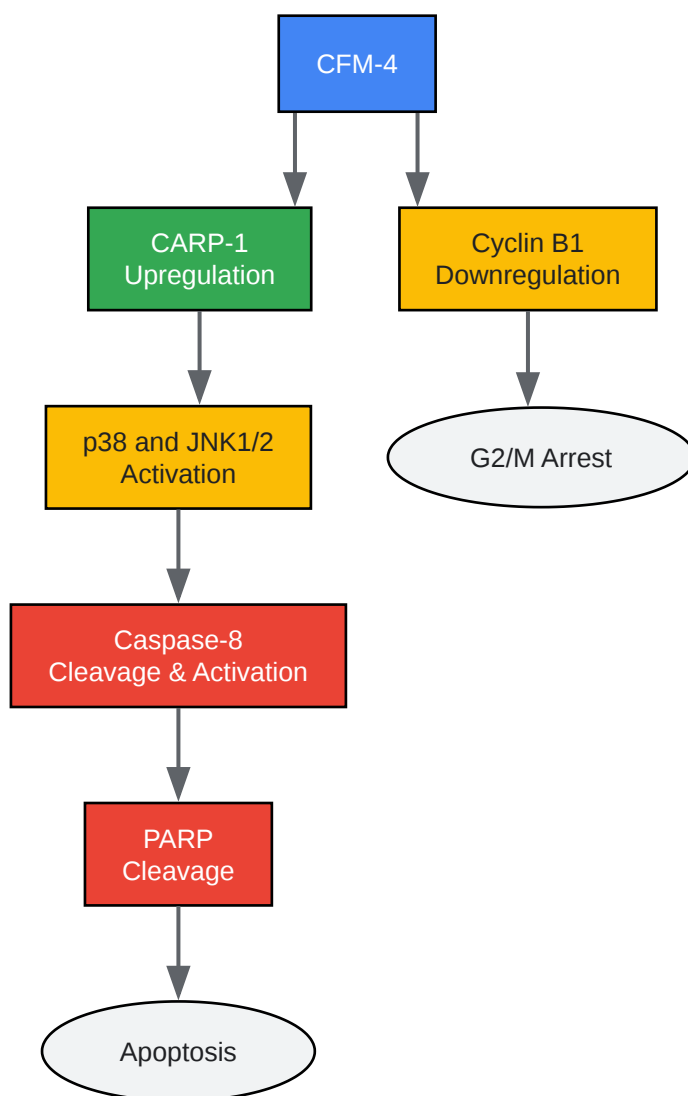 CFM-4
CARP-1
Upregulation
Cyclin B1
Downregulation
p38 and JNK1/2
Activation
G2/M Arrest
Caspase-8
Cleavage & Activation
PARP
Cleavage
Apoptosis